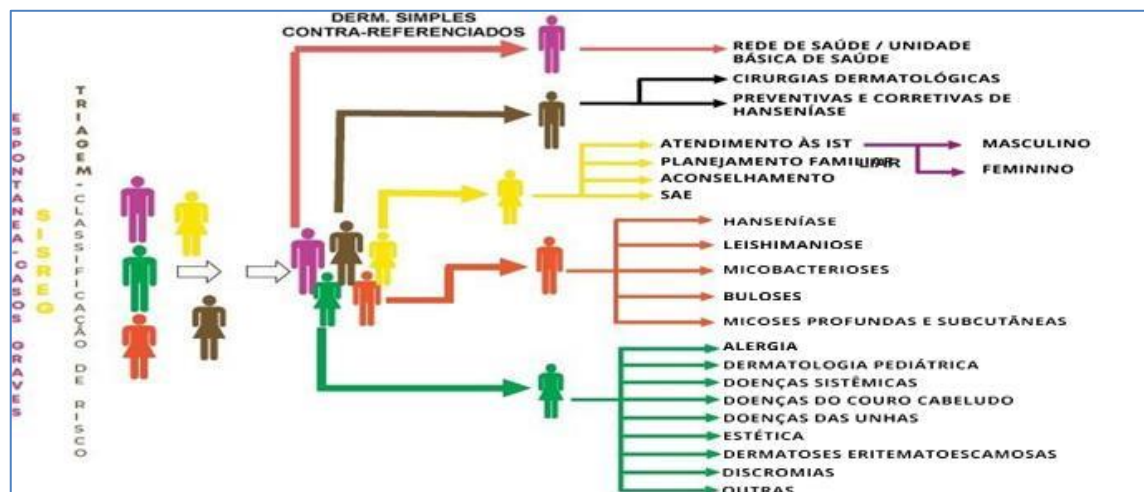 DERM. SIMPLES
CONTRA-REFERENCIADOS
ESPONTANEA-CASOS GRAVES
SISREG
TRIAGEM-CLASSIFICAÇÃO DE RISCO
REDE DE SAÚDE / UNIDADE
BÁSICA DE SAÚDE
CIRURGIAS DERMATOLÓGICAS
PREVENTIVAS E CORRETIVAS DE
HANSENÍASE
ATENDIMENTO ÀS IST
MASCULINO
PLANEJAMENTO
FEMININO
ACONSELHAMENTO
SAE
HANSENÍASE
LEISHIMANIOSE
MICOBACTERIOSES
BULOSES
MICOSES PROFUNDAS E SUBCUTÂNEAS
ALERGIA
DERMATOLOGIA PEDIÁTRICA
DOENÇAS SISTÊMICAS
DOENÇAS DO COURO CABELUDO
DOENÇAS DAS UNHAS
ESTÉTICA
DERMATOSES ERITEMATOESCAMOSAS
DISCROMIAS
OUTRAS